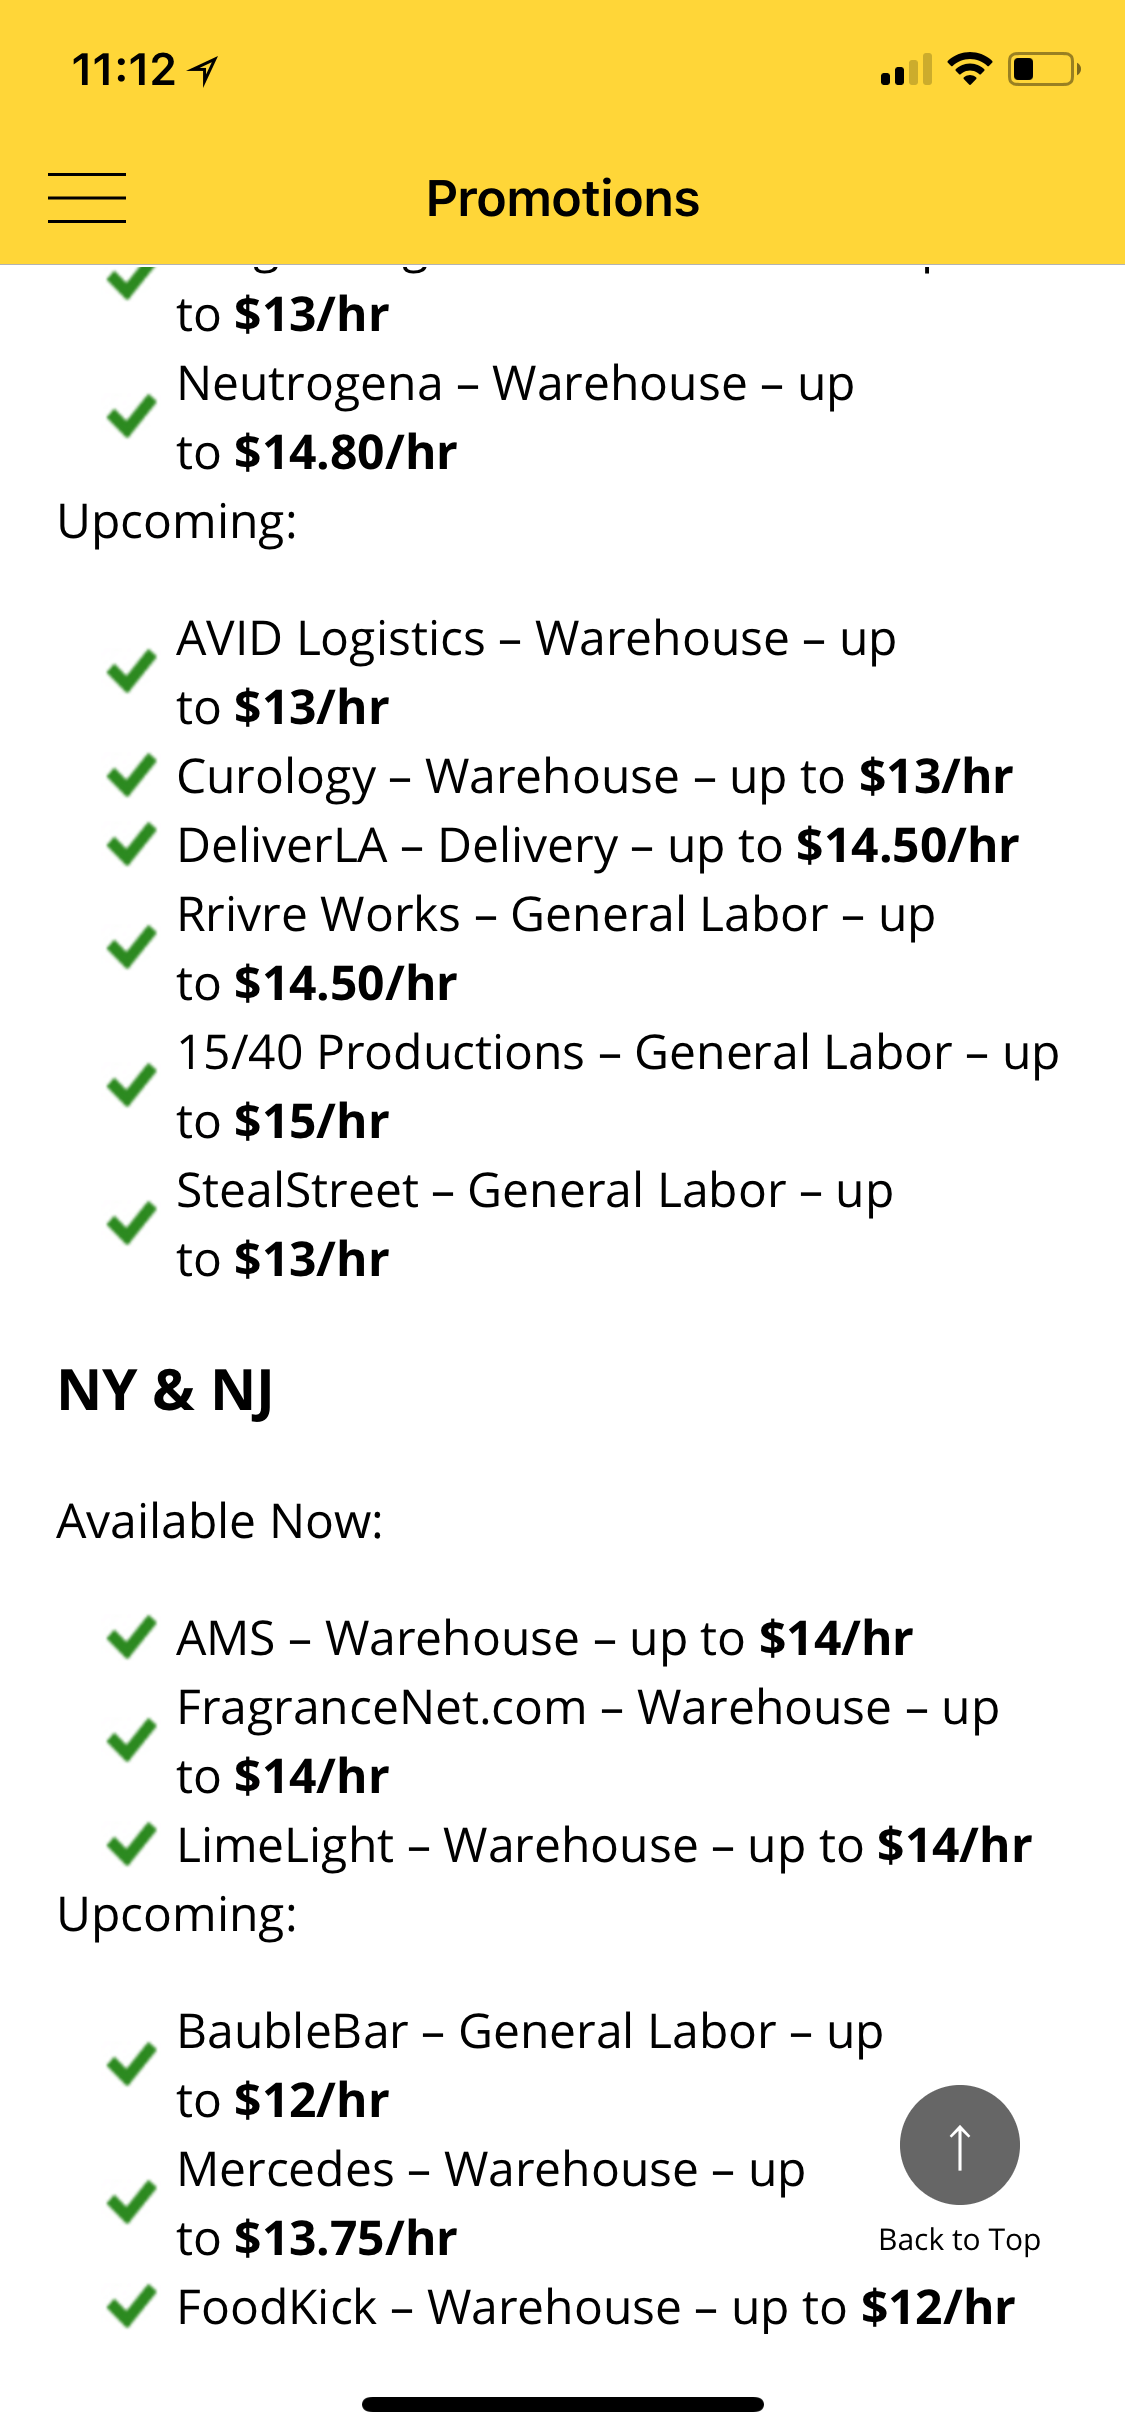 11:12
Promotions
to $13/hr
Neutrogena – Warehouse – up
to $14.80/hr
Upcoming:
AVID Logistics – Warehouse – up
to $13/hr
Curology – Warehouse – up to $13/hr
DeliverLA – Delivery – up to $14.50/hr
Rrivre Works – General Labor – up
to $14.50/hr
15/40 Productions – General Labor – up
to $15/hr
StealStreet – General Labor – up
to $13/hr
NY & NJ
Available Now:
AMS – Warehouse – up to $14/hr
FragranceNet.com – Warehouse – up
to $14/hr
LimeLight – Warehouse – up to $14/hr
Upcoming:
BaubleBar – General Labor – up
to $12/hr
Mercedes – Warehouse – up
to $13.75/hr
Back to Top
FoodKick – Warehouse – up to $12/hr